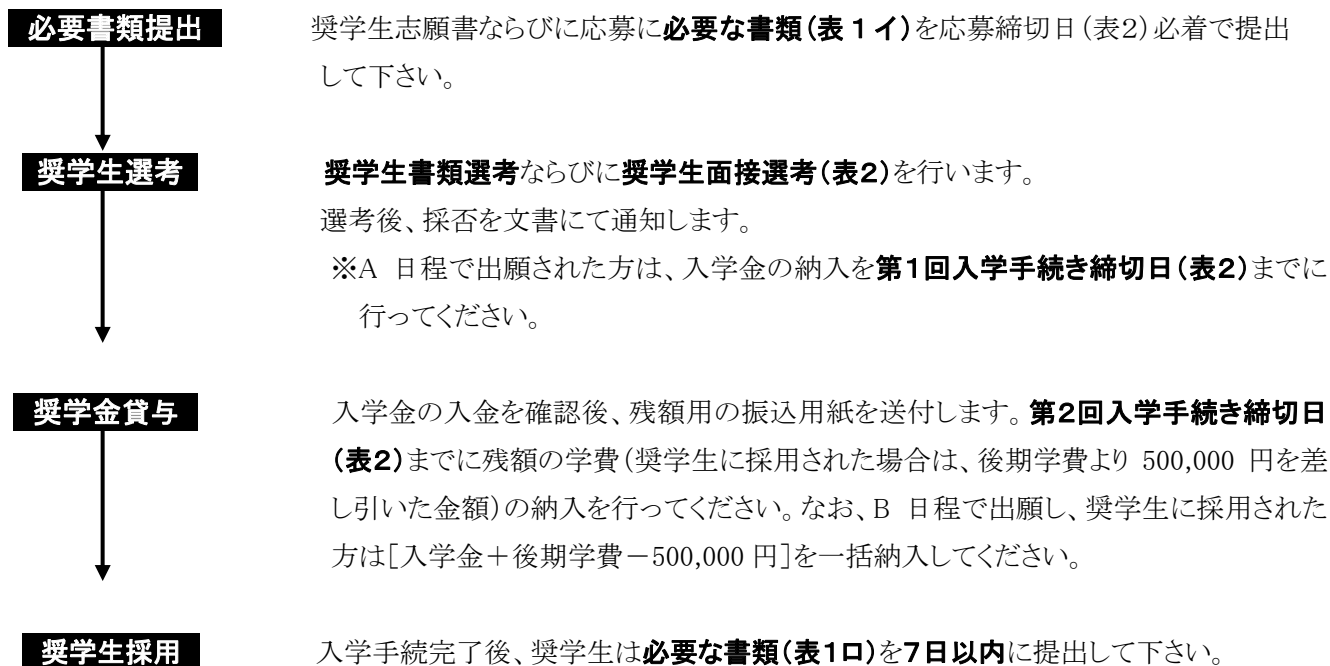 必要書類提出 奨学生志願書ならびに応募に必要な書類(表1イ)を応募締切日(表2)必着で提出
して下さい。
奨学生選考 奨学生書類選考ならびに奨学生面接選考(表2)を行います。
選考後、採否を文書にて通知します。
※A 日程で出願された方は、入学金の納入を第1回入学手続き締切日(表2)までに
行ってください。
奨学金貸与 入学金の入金を確認後、残額用の振込用紙を送付します。第2回入学手続き締切日
(表2)までに残額の学費(奨学生に採用された場合は、後期学費より 500,000 円を差
し引いた金額)の納入を行ってください。なお、B 日程で出願し、奨学生に採用された
方は[入学金+後期学費-500,000 円]を一括納入してください。
奨学生採用 入学手続完了後、奨学生は必要な書類(表1ロ)を7日以内に提出して下さい。